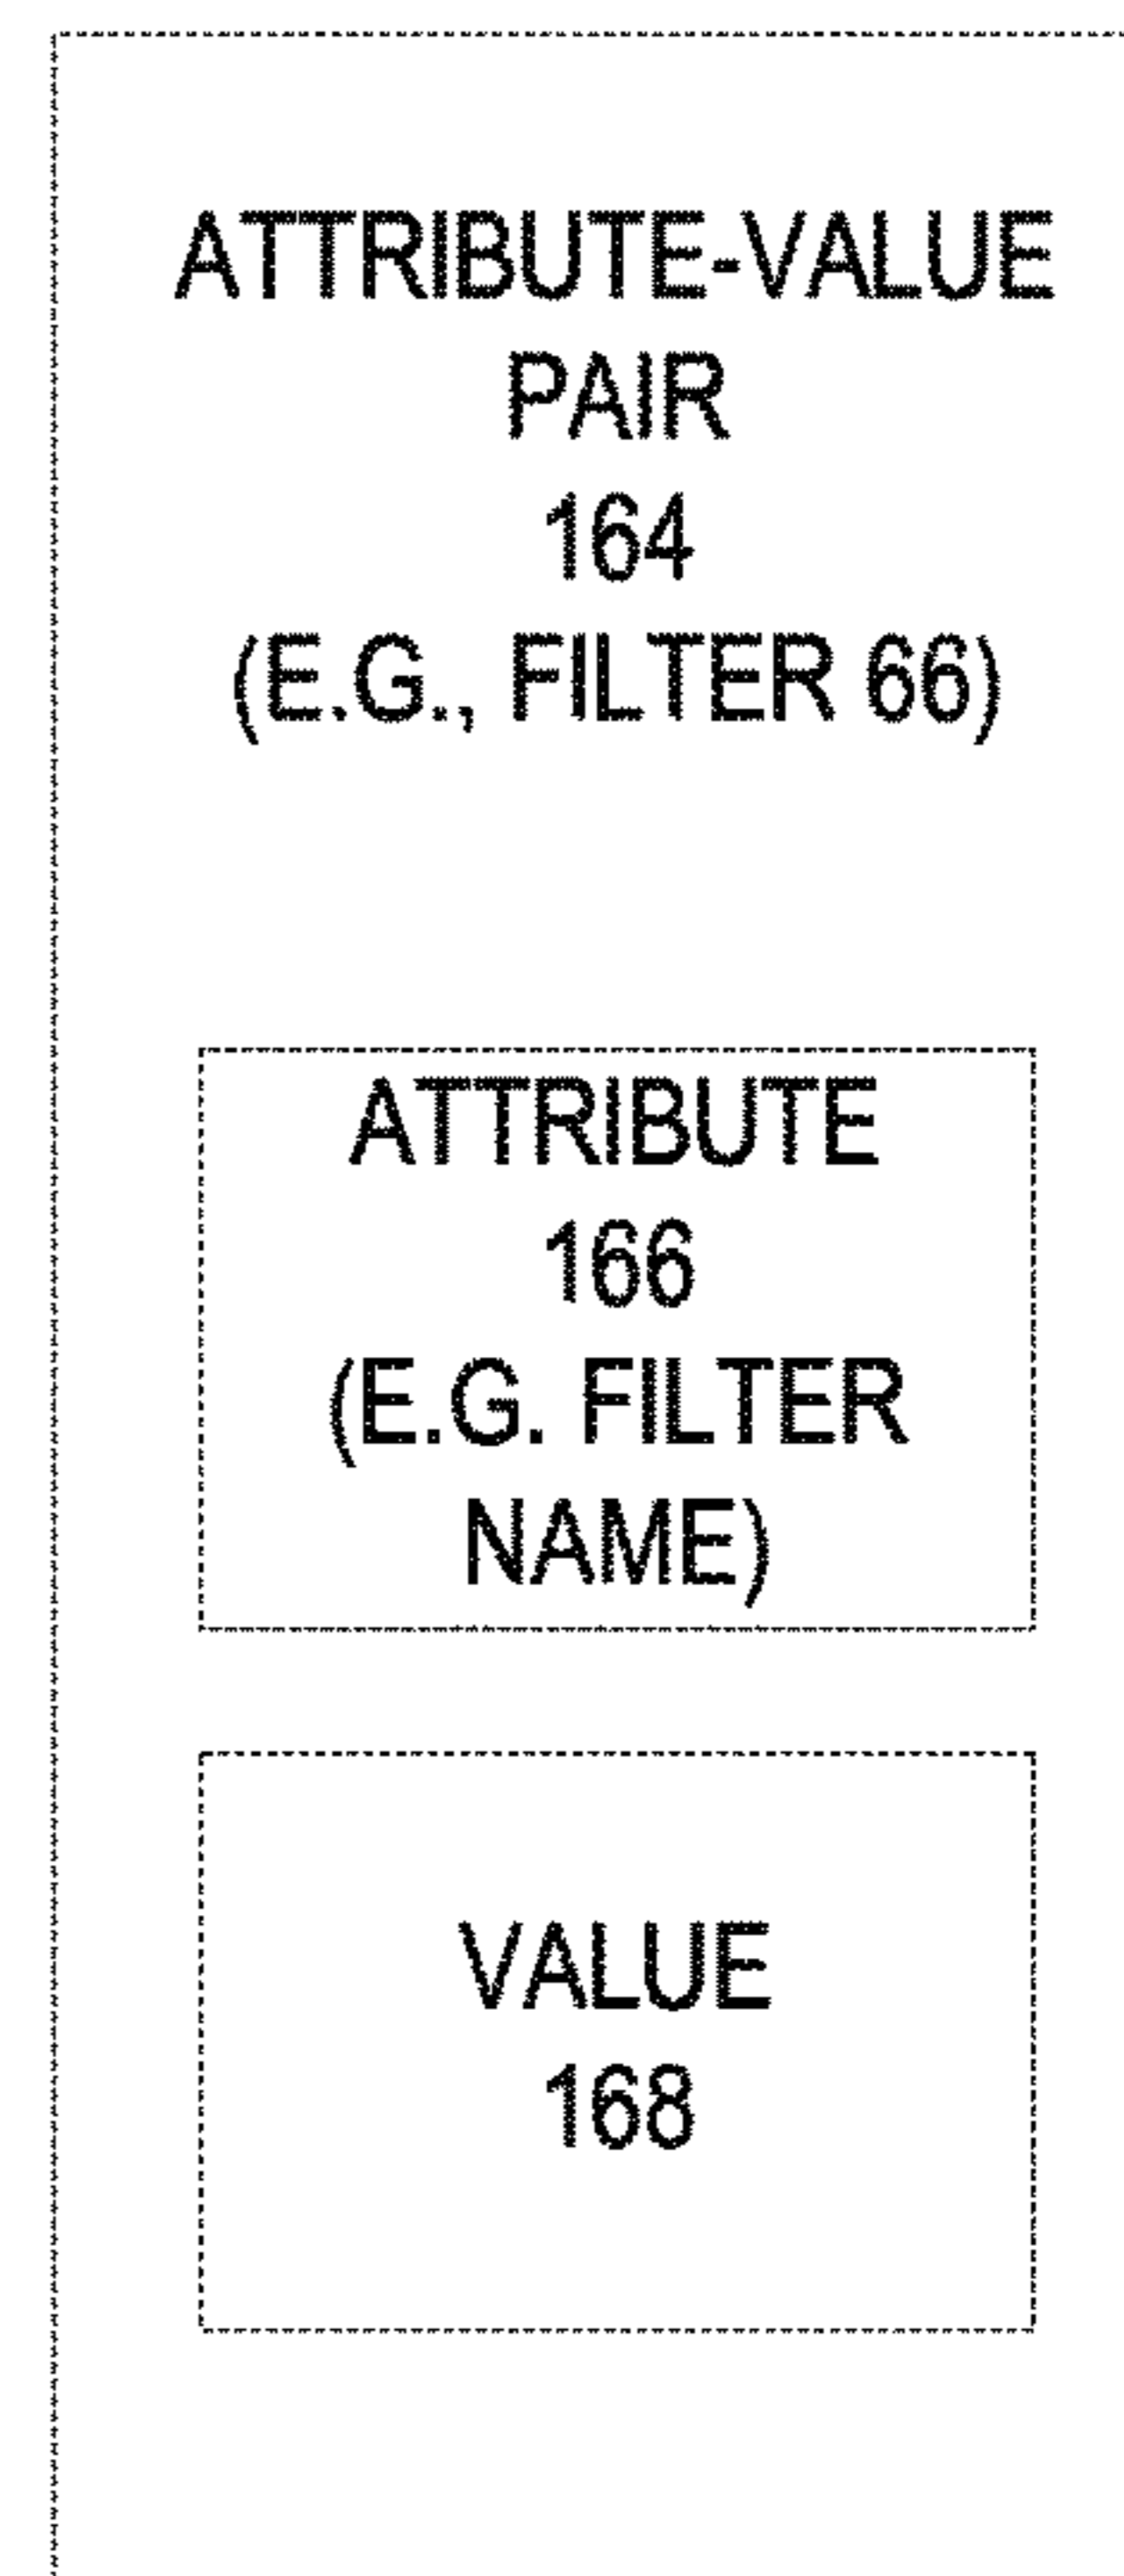 ATTRIBUTE-VALUE
PAIR
164
(E.G., FILTER 66)
ATTRIBUTE
166
(E.G. FILTER
NAME)
VALUE
168